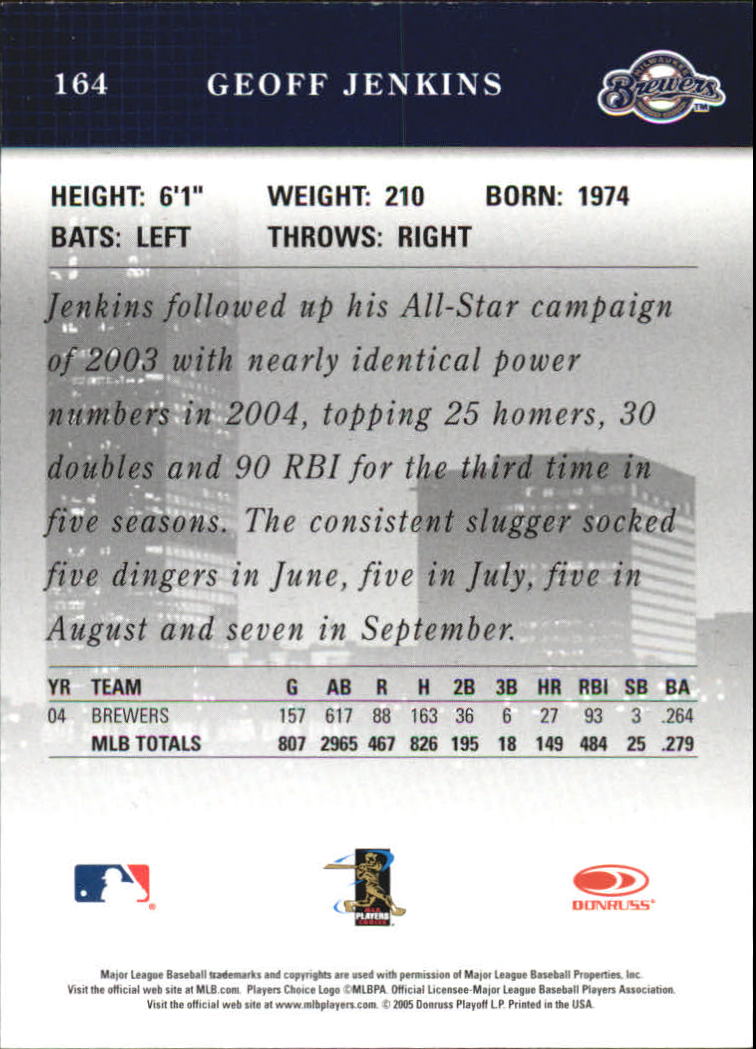 164 GEOFF JENKINS MILWAUKEE Brewers TM
HEIGHT: 6'1" WEIGHT: 210 BORN: 1974
BATS: LEFT THROWS: RIGHT
Jenkins followed up his All-Star campaign
of 2003 with nearly identical power
numbers in 2004, topping 25 homers, 30
doubles and 90 RBI for the third time in
five seasons. The consistent slugger socked
five dingers in June, five in July, five in
August and seven in September.
YR TEAM G AB R H 2B 3B HR RBI SB BA
04 BREWERS 157 617 88 163 36 6 27 93 3 .264
MLB TOTALS 807 2965 467 826 195 18 149 484 25 .279
MLB
PLAYERS
CHOICE
DONRUSS®
Major League Baseball trademarks and copyrights are used with permission of Major League Baseball Properties, Inc.
Visit the official web site at MLB.com. Players Choice Logo ©MLBPA. Official Licensee-Major League Baseball Players Association.
Visit the official web site at www.mlbplayers.com. © 2005 Donruss Playoff L.P. Printed in the USA.